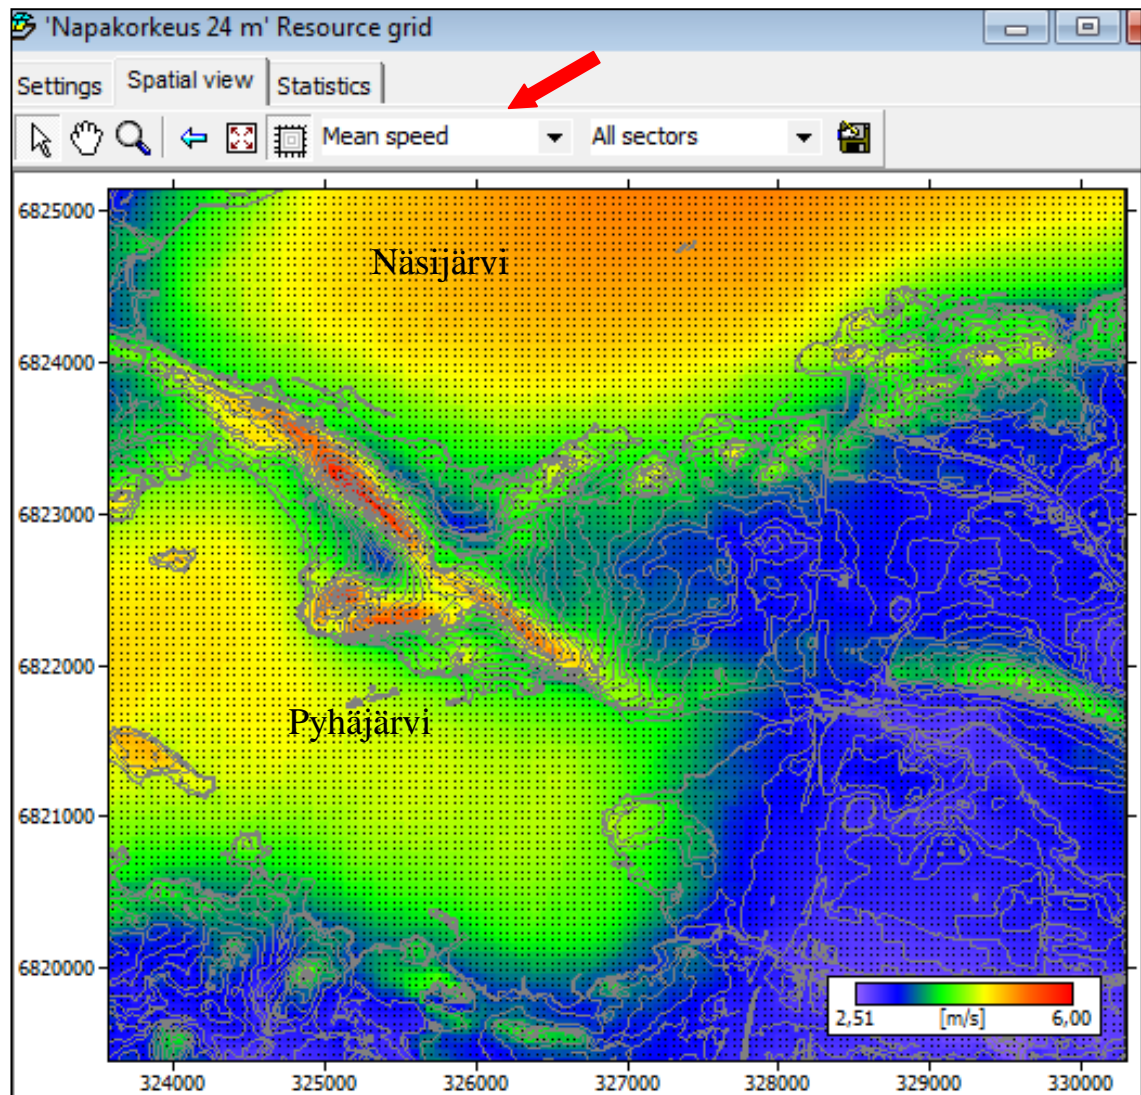 'Napakorkeus 24 m' Resource grid
Settings Spatial view Statistics
Mean speed All sectors
6825000
Näsijärvi
6824000
6823000
6822000
Pyhäjärvi
6821000
6820000
2,51 [m/s] 6,00
324000 325000 326000 327000 328000 329000 330000